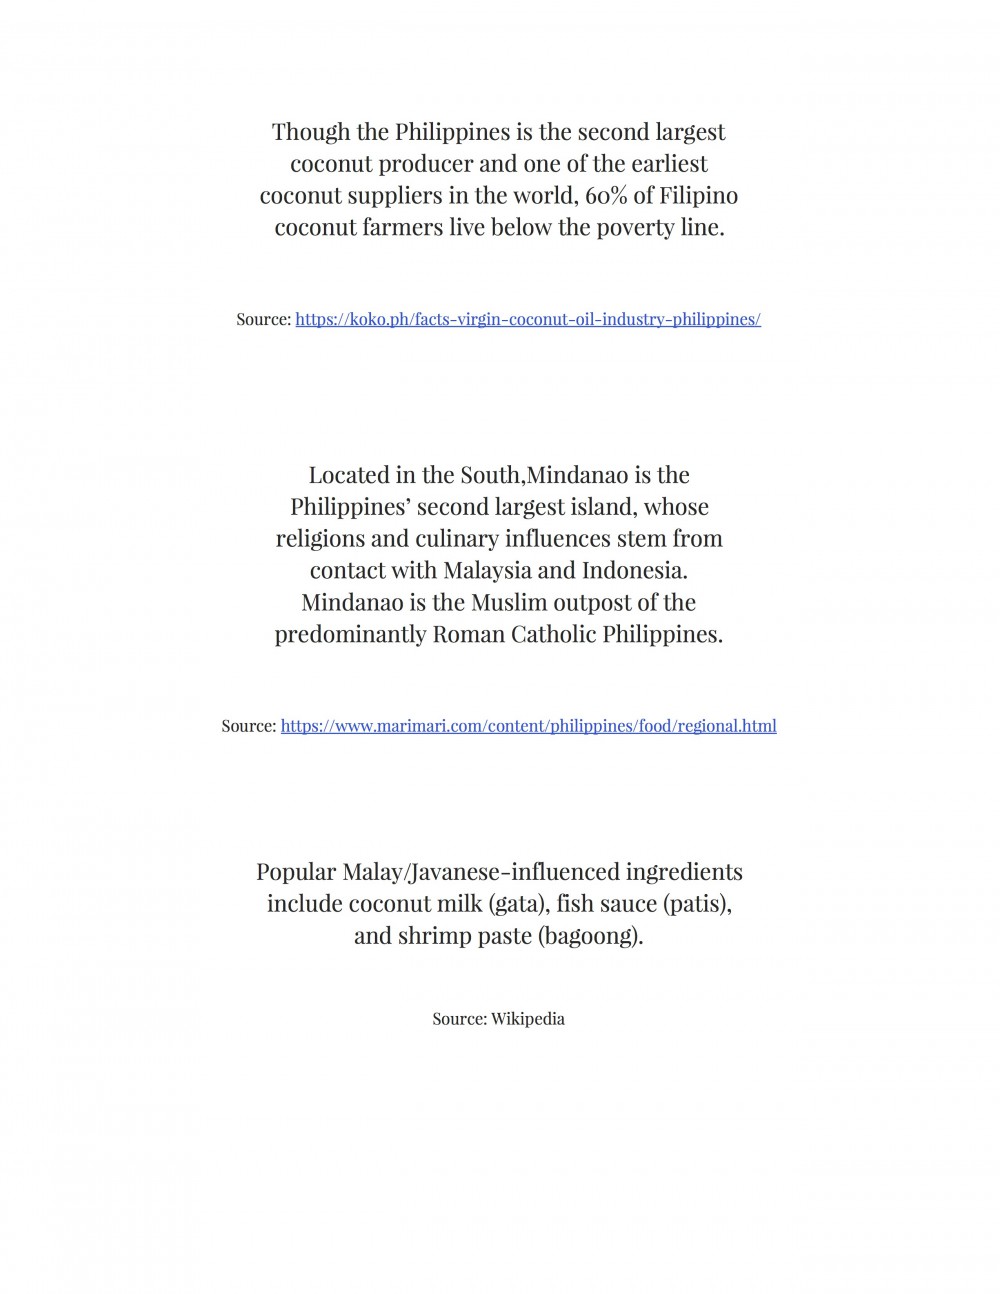 Though the Philippines is the second largest
coconut producer and one of the earliest
coconut suppliers in the world, 60% of Filipino
coconut farmers live below the poverty line.
Source: https://koko.ph/facts-virgin-coconut-oil-industry-philippines/
Located in the South,Mindanao is the
Philippines’ second largest island, whose
religions and culinary influences stem from
contact with Malaysia and Indonesia.
Mindanao is the Muslim outpost of the
predominantly Roman Catholic Philippines.
Source: https://www.marimari.com/content/philippines/food/regional.html
Popular Malay/Javanese-influenced ingredients
include coconut milk (gata), fish sauce (patis),
and shrimp paste (bagoong).
Source: Wikipedia